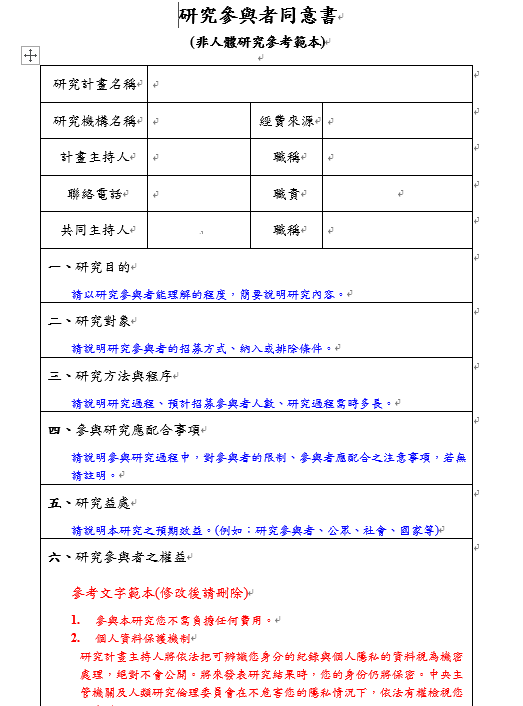 研究參與者同意書
(非人體研究參考範本)
研究計畫名稱
研究機構名稱 經費來源
計畫主持人 職稱
聯絡電話 職責
共同主持人 職稱
一、研究目的
請以研究參與者能理解的程度，簡要說明研究內容。
二、研究對象
請說明研究參與者的招募方式、納入或排除條件。
三、研究方法與程序
請說明研究過程、預計招募參與者人數、研究過程需時多長。
四、參與研究應配合事項
請說明參與研究過程中，對參與者的限制、參與者應配合之注意事項，若無
請註明。
五、研究益處
請說明本研究之預期效益。(例如：研究參與者、公眾、社會、國家等)
六、研究參與者之權益
參考文字範本(修改後請刪除)
1. 參與本研究您不需負擔任何費用。
2. 個人資料保護機制
研究計畫主持人將依法把可辨識您身分的紀錄與個人隱私的資料視為機密
處理，絕對不會公開。將來發表研究結果時，您的身份仍將保密。中央主
管機關及人類研究倫理委員會在不危害您的隱私情況下，依法有權檢視您